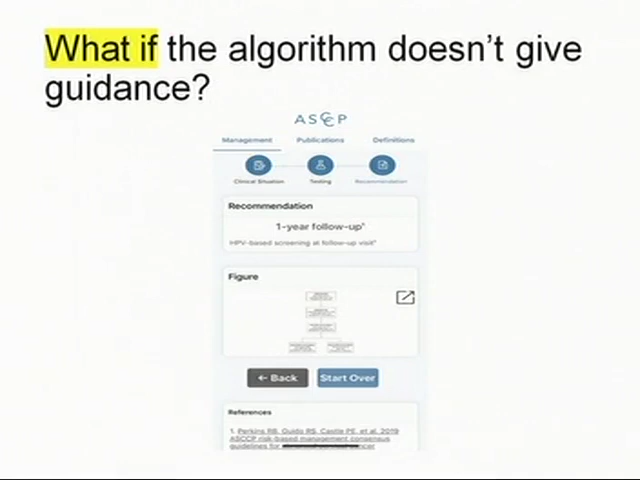 What if the algorithm doesn't give
guidance?
ASCCP
Management Publications Definitions
Clinical Situation Testing Recommendation
Recommendation
1-year follow-up¹
HPV-based screening at follow-up visit
Figure
← Back Start Over
References
1. Perkins RB, Guido RS, Castle PE, et al. 2019
ASCCP risk-based management consensus
guidelines for